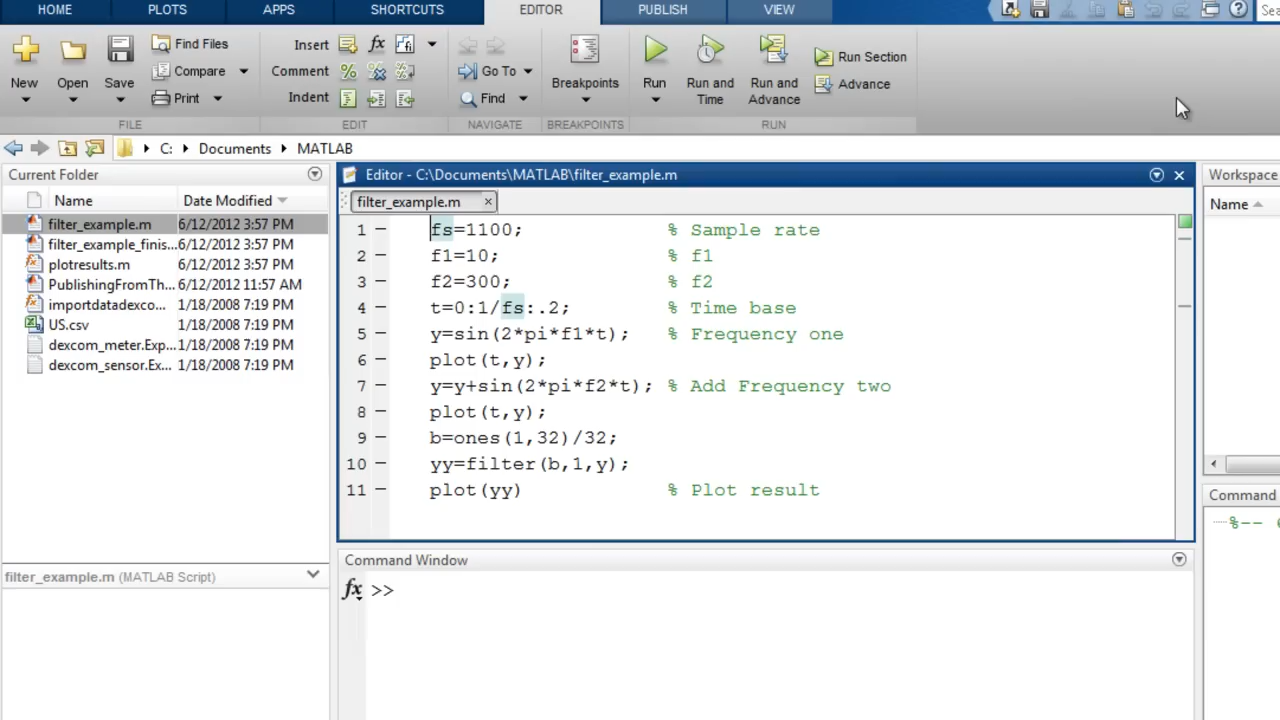 HOME PLOTS APPS SHORTCUTS EDITOR PUBLISH VIEW
New
Open
Save
Find Files
Compare
Print
FILE
Insert fx
Comment
Indent
EDIT
Go To
Find
NAVIGATE
Breakpoints
BREAKPOINTS
Run
Run and Time
Run and Advance
Run Section
Advance
RUN
C: Documents MATLAB
Current Folder
Name Date Modified
filter_example.m 6/12/2012 3:57 PM
filter_example_finis... 6/12/2012 3:57 PM
plotresults.m 6/12/2012 3:57 PM
PublishingFromTh... 6/12/2012 11:57 AM
importdatadexco... 1/18/2008 7:19 PM
US.csv 1/18/2008 7:19 PM
dexcom_meter.Exp... 1/18/2008 7:19 PM
dexcom_sensor.Ex... 1/18/2008 7:19 PM
filter_example.m (MATLAB Script)
Editor - C:\Documents\MATLAB\filter_example.m
filter_example.m
1 fs=1100; % Sample rate
2 f1=10; % f1
3 f2=300; % f2
4 t=0:1/fs:.2; % Time base
5 y=sin(2*pi*f1*t); % Frequency one
6 plot(t,y);
7 y=y+sin(2*pi*f2*t); % Add Frequency two
8 plot(t,y);
9 b=ones(1,32)/32;
10 yy=filter(b,1,y);
11 plot(yy) % Plot result
Command Window
fx >>
Workspace
Name
Command
%--